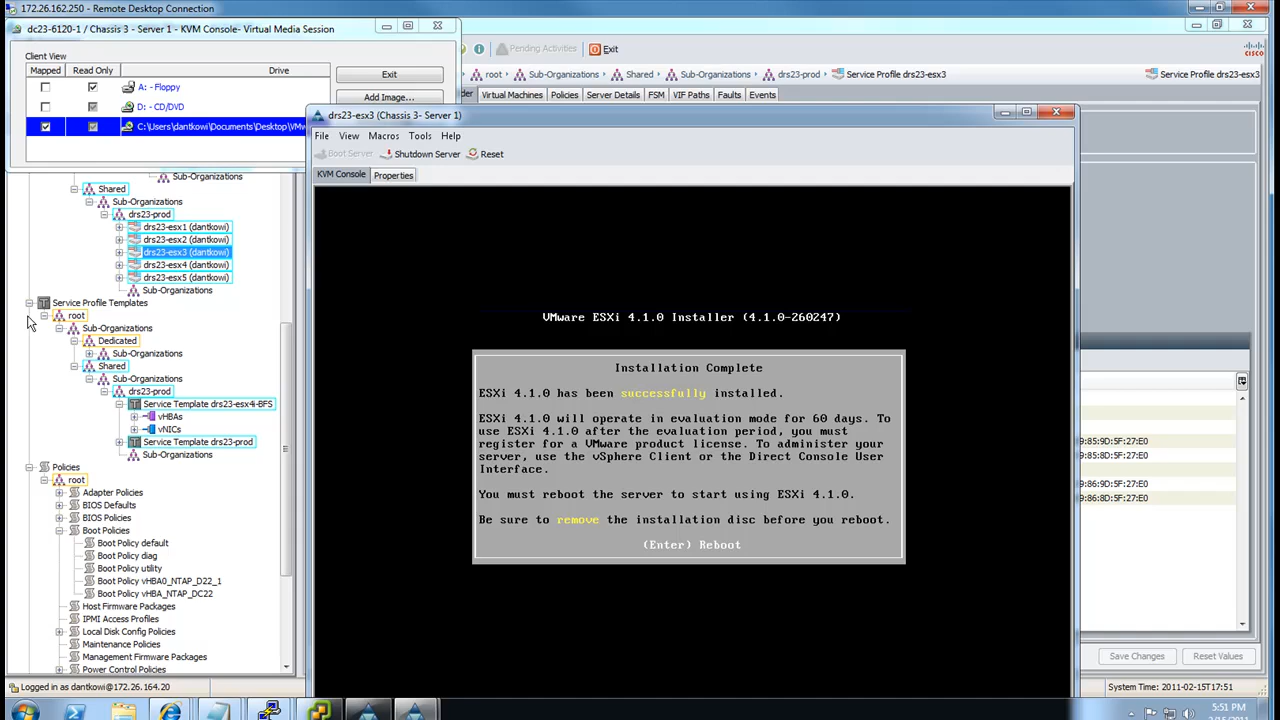 172.26.162.250 - Remote Desktop Connection
dc23-6120-1 / Chassis 3 - Server 1 - KVM Console- Virtual Media Session
Client View
Mapped Read Only Drive
A: - Floppy
D: - CD/DVD
C:\Users\dantkowi\Documents\Desktop\VMw
Exit
Add Image...
Pending Activities
Exit
cisco
root
Sub-Organizations
Shared
Sub-Organizations
drs23-prod
Service Profile drs23-esx3
Service Profile drs23-esx3
Virtual Machines
Policies
Server Details
FSM
VIF Paths
Faults
Events
drs23-esx3 (Chassis 3- Server 1)
File View Macros Tools Help
Boot Server
Shutdown Server
Reset
KVM Console
Properties
Sub-Organizations
Shared
Sub-Organizations
drs23-prod
drs23-esx1 (dantkowi)
drs23-esx2 (dantkowi)
drs23-esx3 (dantkowi)
drs23-esx4 (dantkowi)
drs23-esx5 (dantkowi)
Sub-Organizations
Service Profile Templates
root
Sub-Organizations
Dedicated
Sub-Organizations
Shared
Sub-Organizations
drs23-prod
Service Template drs23-esx4i-BFS
vHBAs
vNICs
Service Template drs23-prod
Sub-Organizations
Policies
root
Adapter Policies
BIOS Defaults
BIOS Policies
Boot Policies
Boot Policy default
Boot Policy diag
Boot Policy utility
Boot Policy vHBA0_NTAP_D22_1
Boot Policy vHBA_NTAP_DC22
Host Firmware Packages
IPMI Access Profiles
Local Disk Config Policies
Maintenance Policies
Management Firmware Packages
Power Control Policies
VMware ESXi 4.1.0 Installer (4.1.0-260247)
Installation Complete
ESXi 4.1.0 has been successfully installed.
ESXi 4.1.0 will operate in evaluation mode for 60 days. To
use ESXi 4.1.0 after the evaluation period, you must
register for a VMware product license. To administer your
server, use the vSphere Client or the Direct Console User
Interface.
You must reboot the server to start using ESXi 4.1.0.
Be sure to remove the installation disc before you reboot.
(Enter) Reboot
9:85:9D:5F:27:E0
9:85:8D:5F:27:E0
9:86:9D:5F:27:E0
9:86:8D:5F:27:E0
Save Changes
Reset Values
Logged in as dantkowi@172.26.164.20
System Time: 2011-02-15T17:51
5:51 PM